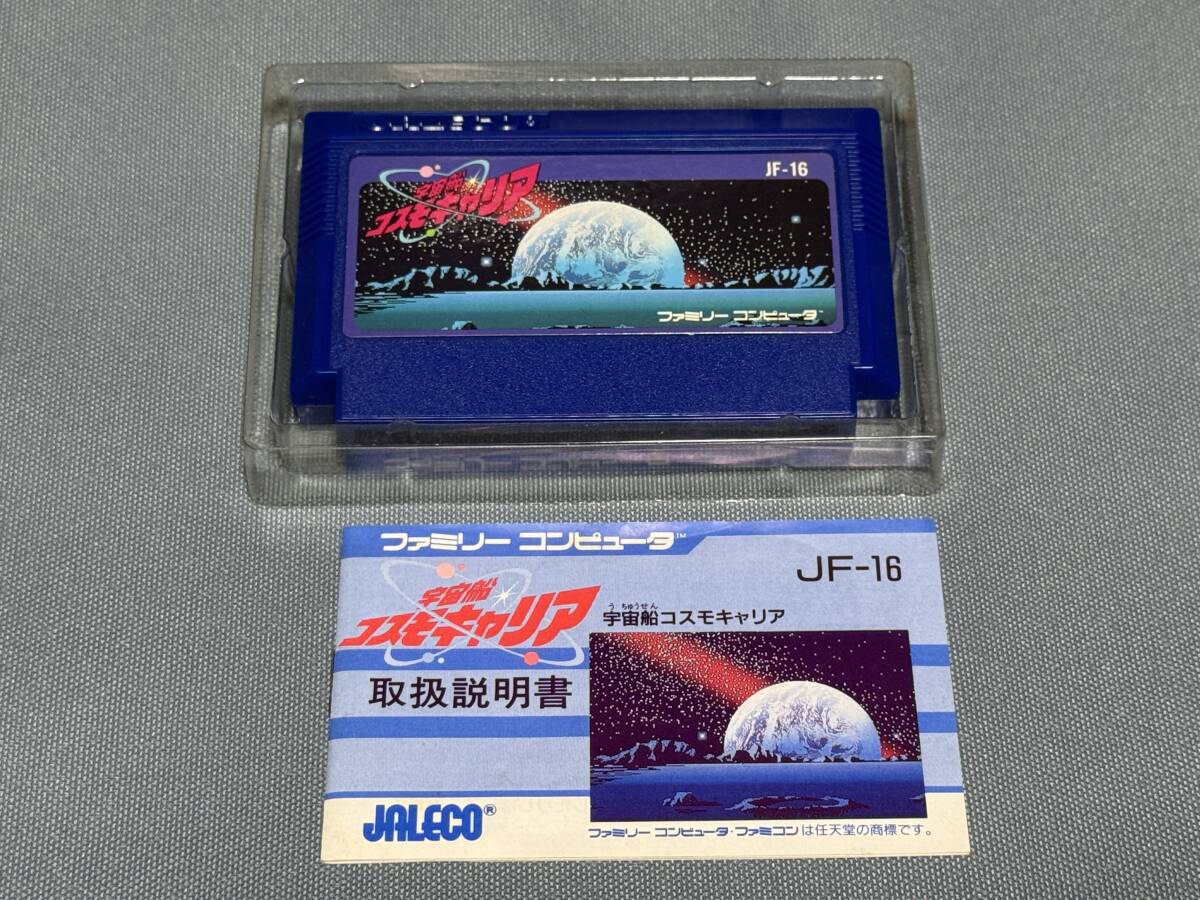 JF-16
宇宙船
コスモキャリア
ファミリー コンピュータ™
ファミリー コンピュータ™
JF-16
宇宙船
コスモキャリア
うちゅうせん
宇宙船コスモキャリア
取扱説明書
JALECO®
ファミリー コンピュータ・ファミコンは任天堂の商標です。